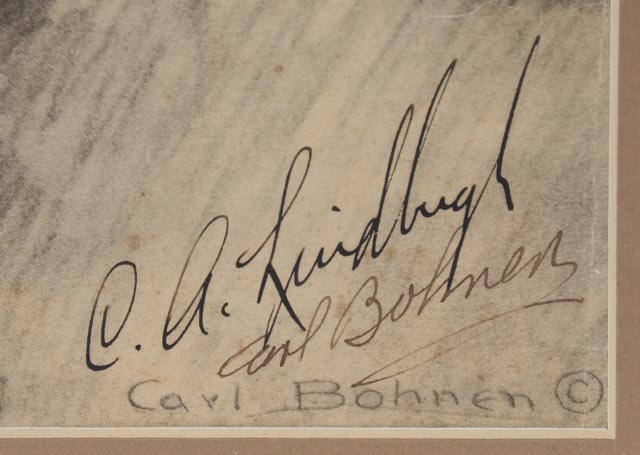 C. A. Lindbergh
Carl Bohnen
Carl Bohnen ©